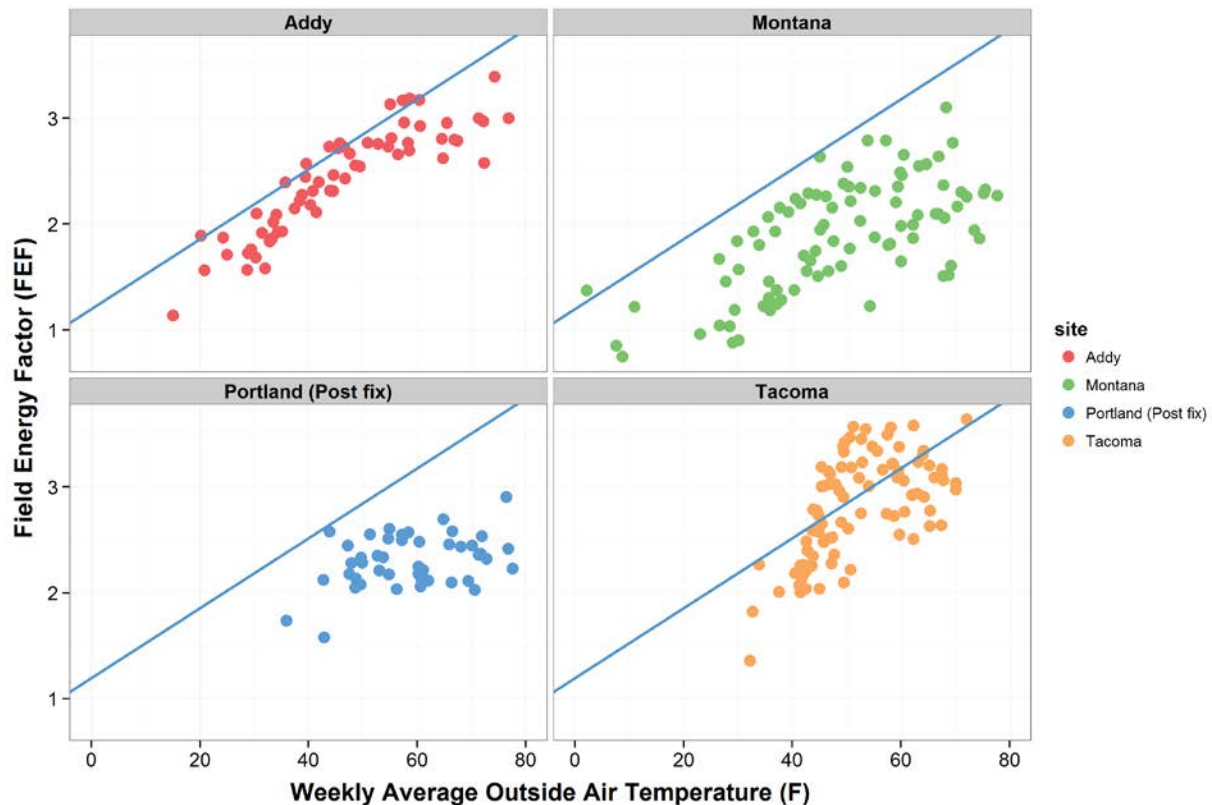 Addy
Montana
Field Energy Factor (FEF)
3
2
1
Portland (Post fix)
Tacoma
3
2
1
0 20 40 60 80 0 20 40 60 80
Weekly Average Outside Air Temperature (F)
site
Addy
Montana
Portland (Post fix)
Tacoma